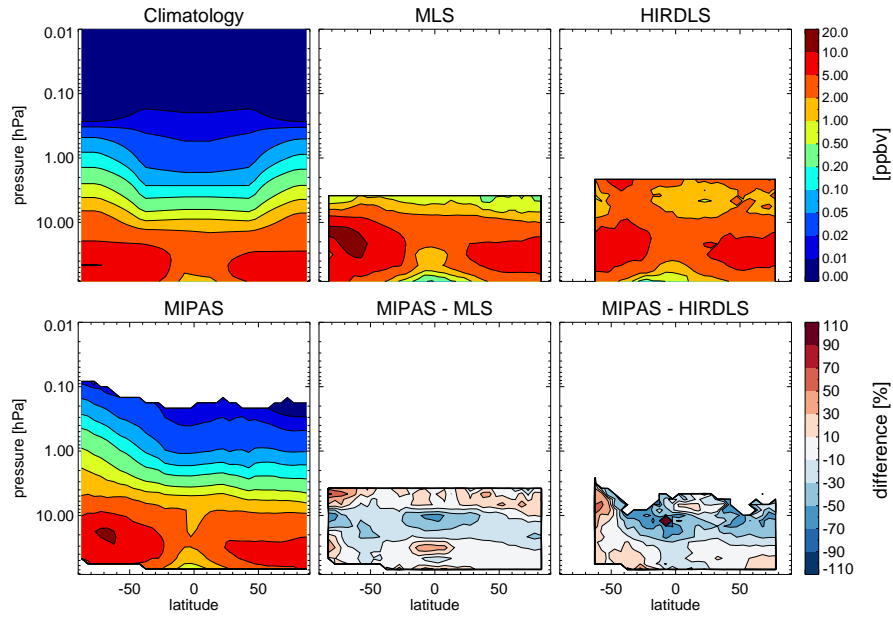 Climatology
MLS
HIRDLS
0.01
0.10
1.00
10.00
pressure [hPa]
20.0
10.0
5.00
2.00
1.00
0.50
0.20
0.10
0.05
0.02
0.01
0.00
[ppbv]
MIPAS
MIPAS - MLS
MIPAS - HIRDLS
0.01
0.10
1.00
10.00
pressure [hPa]
-50 0 50
latitude
-50 0 50
latitude
-50 0 50
latitude
110
90
70
50
30
10
-10
-30
-50
-70
-90
-110
difference [%]